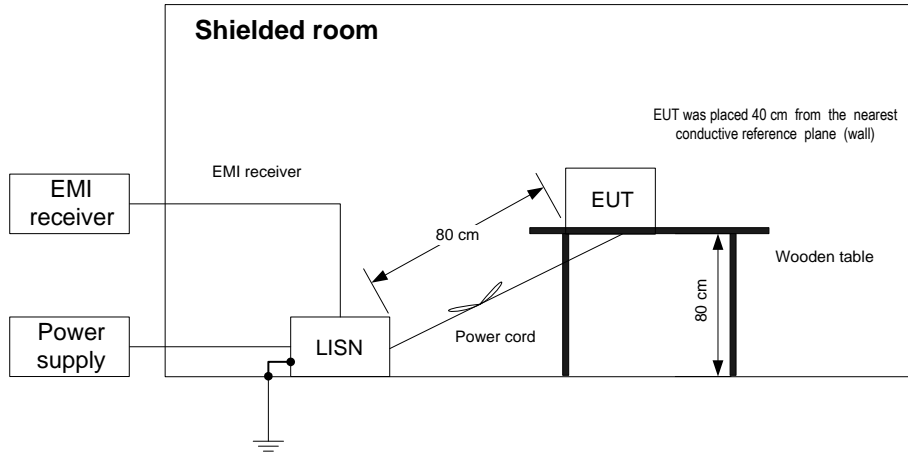 Shielded room
EUT was placed 40 cm from the nearest
conductive reference plane (wall)
EMI receiver
EMI
receiver
EUT
80 cm
Wooden table
80 cm
Power
supply
LISN
Power cord